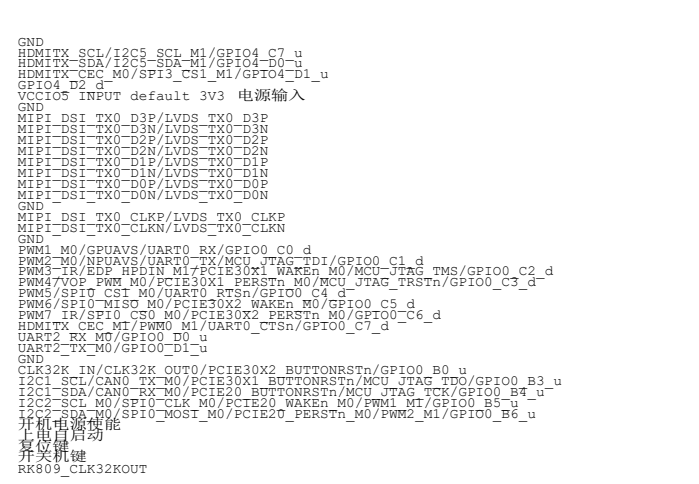 GND
HDMITX_SCL/I2C5_SCL_M1/GPIO4_C7_u
HDMITX_SDA/I2C5_SDA_M1/GPIO4_D0_u
HDMITX_CEC_M0/SPI3_CS1_M1/GPIO4_D1_u
GPIO4_D2_d
VCCIO5 INPUT default 3V3 电源输入
GND
MIPI_DSI_TX0_D3P/LVDS_TX0_D3P
MIPI_DSI_TX0_D3N/LVDS_TX0_D3N
MIPI_DSI_TX0_D2P/LVDS_TX0_D2P
MIPI_DSI_TX0_D2N/LVDS_TX0_D2N
MIPI_DSI_TX0_D1P/LVDS_TX0_D1P
MIPI_DSI_TX0_D1N/LVDS_TX0_D1N
MIPI_DSI_TX0_D0P/LVDS_TX0_D0P
MIPI_DSI_TX0_D0N/LVDS_TX0_D0N
GND
MIPI_DSI_TX0_CLKP/LVDS_TX0_CLKP
MIPI_DSI_TX0_CLKN/LVDS_TX0_CLKN
GND
PWM1_M0/GPUAVS/UART0_RX/GPIO0_C0_d
PWM2_M0/NPUAVS/UART0_TX/MCU_JTAG_TDI/GPIO0_C1_d
PWM3_IR/EDP_HPDIN_M1/PCIE30X1_WAKEn_M0/MCU_JTAG_TMS/GPIO0_C2_d
PWM4/VOP_PWM_M0/PCIE30X1_PERSTn_M0/MCU_JTAG_TRSTn/GPIO0_C3_d
PWM5/SPI0_CS1_M0/UART0_RTSn/GPIO0_C4_d
PWM6/SPI0_MISO_M0/PCIE30X2_WAKEn_M0/GPIO0_C5_d
PWM7_IR/SPI0_CS0_M0/PCIE30X2_PERSTn_M0/GPIO0_C6_d
HDMITX_CEC_M1/PWM0_M1/UART0_CTSn/GPIO0_C7_d
UART2_RX_M0/GPIO0_D0_u
UART2_TX_M0/GPIO0_D1_u
GND
CLK32K_IN/CLK32K_OUT0/PCIE30X2_BUTTONRSTn/GPIO0_B0_u
I2C1_SCL/CAN0_TX_M0/PCIE30X1_BUTTONRSTn/MCU_JTAG_TDO/GPIO0_B3_u
I2C1_SDA/CAN0_RX_M0/PCIE20_BUTTONRSTn/MCU_JTAG_TCK/GPIO0_B4_u
I2C2_SCL_M0/SPI0_CLK_M0/PCIE20_WAKEn_M0/PWM1_M1/GPIO0_B5_u
I2C2_SDA_M0/SPI0_MOSI_M0/PCIE20_PERSTn_M0/PWM2_M1/GPIO0_B6_u
开机电源使能
上电自启动
复位键
开关机键
RK809_CLK32KOUT